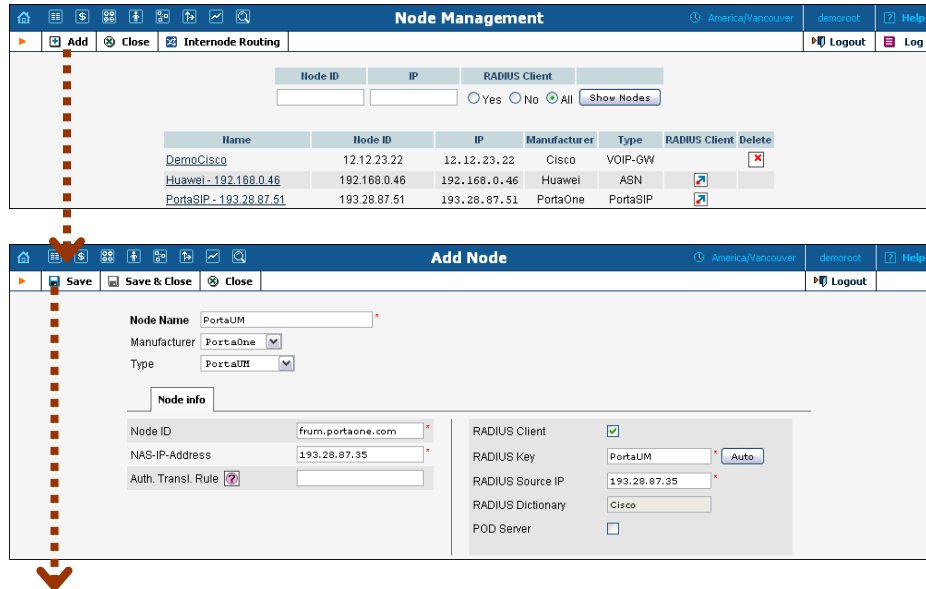 Node Management
America/Vancouver
demoroot
? Help
Add
Close
Internode Routing
Logout
Log
Node ID IP RADIUS Client
Yes No All Show Nodes
Name Node ID IP Manufacturer Type RADIUS Client Delete
DemoCisco 12.12.23.22 12.12.23.22 Cisco VOIP-GW
Huawei - 192.168.0.46 192.168.0.46 192.168.0.46 Huawei ASN
PortaSIP - 193.28.87.51 193.28.87.51 193.28.87.51 PortaOne PortaSIP
$
Add Node
America/Vancouver
demoroot
? Help
Save
Save & Close
Close
Logout
Node Name PortaUM *
Manufacturer PortaOne
Type PortaUM
Node info
Node ID frum.portaone.com *
NAS-IP-Address 193.28.87.35 *
Auth. Transl. Rule ?
RADIUS Client
RADIUS Key PortaUM * Auto
RADIUS Source IP 193.28.87.35 *
RADIUS Dictionary Cisco
POD Server